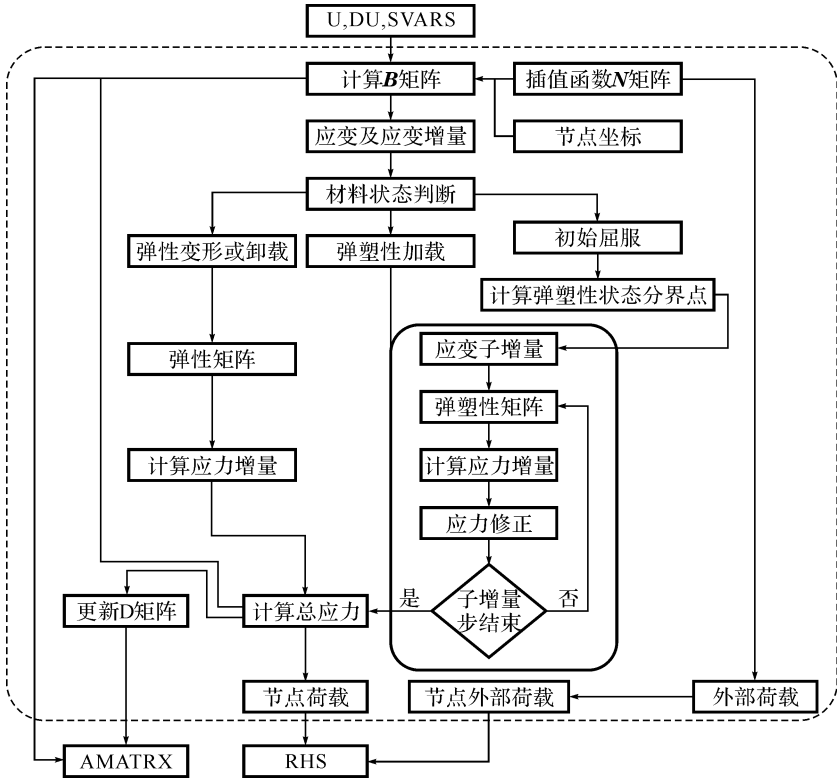 U,DU,SVARS
计算B矩阵
插值函数N矩阵
应变及应变增量
节点坐标
材料状态判断
弹性变形或卸载
弹塑性加载
初始屈服
计算弹塑性状态分界点
应变子增量
弹性矩阵
弹塑性矩阵
计算应力增量
计算应力增量
应力修正
更新D矩阵
计算总应力
是
子增量
步结束
否
节点荷载
节点外部荷载
外部荷载
AMATRX
RHS